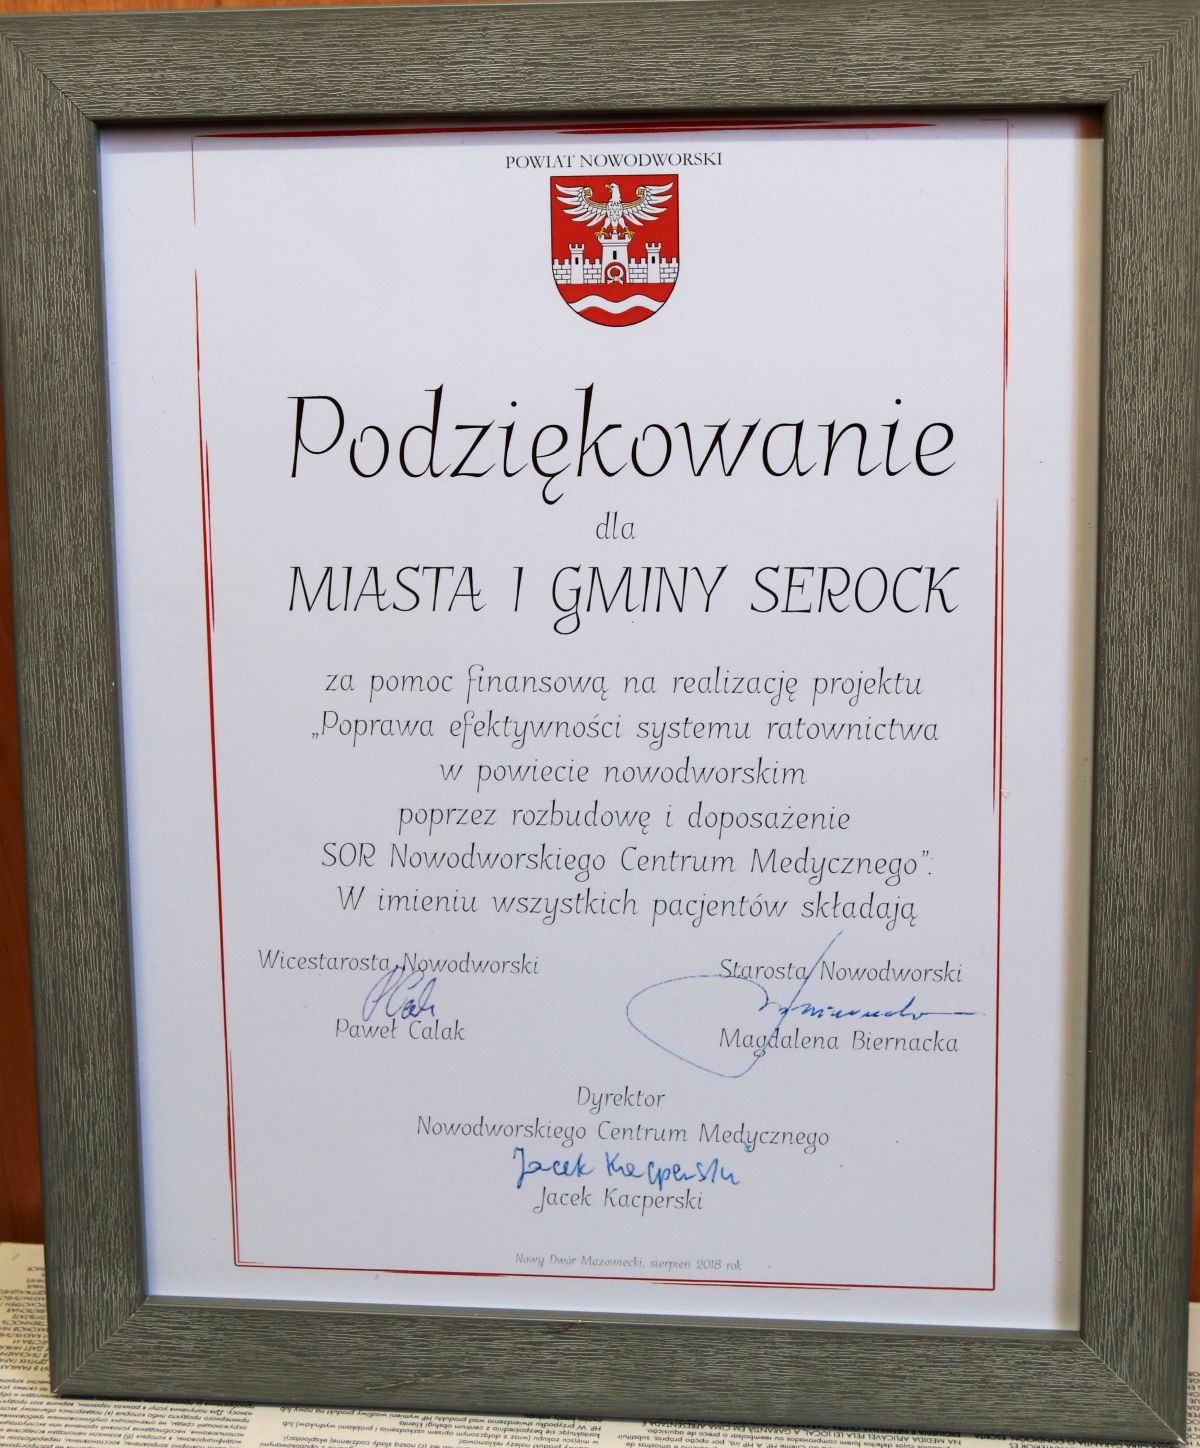 POWIAT NOWODWORSKI
Podziękowanie
dla
MIASTA I GMINY SEROCK
za pomoc finansową na realizację projektu
„Poprawa efektywności systemu ratownictwa
w powiecie nowodworskim
poprzez rozbudowę i doposażenie
SOR Nowodworskiego Centrum Medycznego”.
W imieniu wszystkich pacjentów składają
Wicestarosta Nowodworski
Paweł Calak
Starosta Nowodworski
Magdalena Biernacka
Dyrektor
Nowodworskiego Centrum Medycznego
Jacek Kacperski
Jacek Kacperski
Nowy Dwór Mazowiecki, sierpień 2018 rok